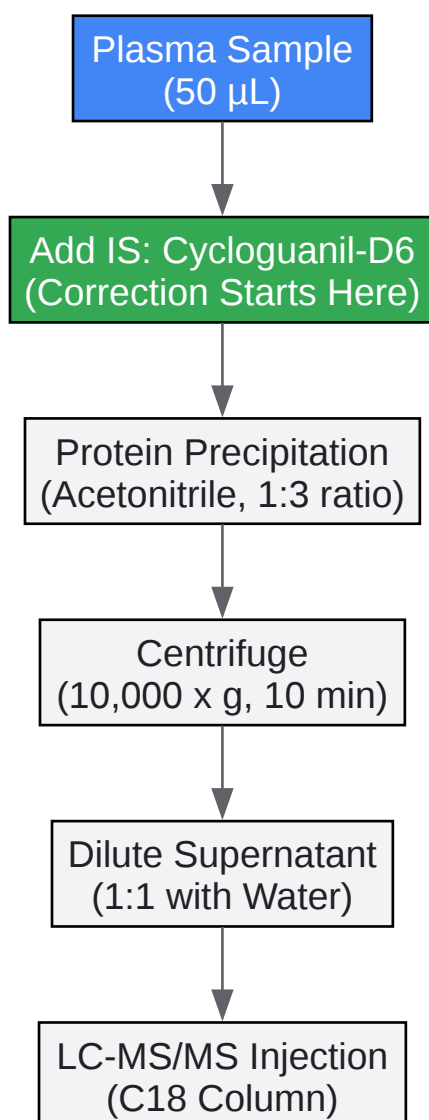 Plasma Sample
(50 µL)
Add IS: Cycloguanil-D6
(Correction Starts Here)
Protein Precipitation
(Acetonitrile, 1:3 ratio)
Centrifuge
(10,000 x g, 10 min)
Dilute Supernatant
(1:1 with Water)
LC-MS/MS Injection
(C18 Column)